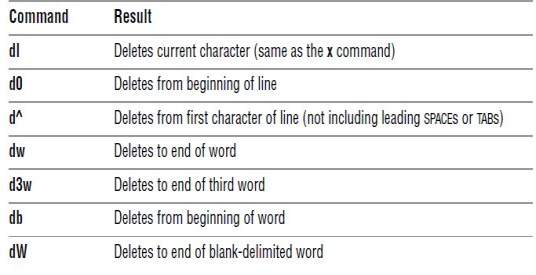 Command Result
dl Deletes current character (same as the x command)
d0 Deletes from beginning of line
d^ Deletes from first character of line (not including leading SPACEs or TABs)
dw Deletes to end of word
d3w Deletes to end of third word
db Deletes from beginning of word
dW Deletes to end of blank-delimited word